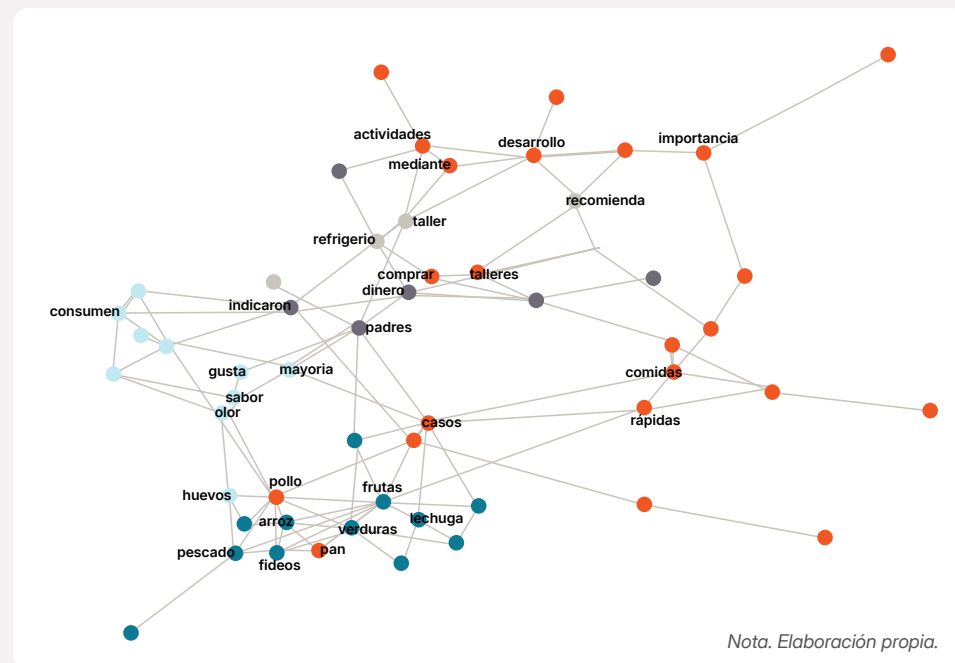 actividades
desarrollo
importancia
mediante
recomienda
taller
refrigerio
comprar
talleres
dinero
indicaron
consumen
padres
gusta
mayoria
comidas
sabor
olor
rápidas
casos
pollo
frutas
huevos
arroz
lechuga
verduras
pescado
pan
fideos
Nota. Elaboración propia.